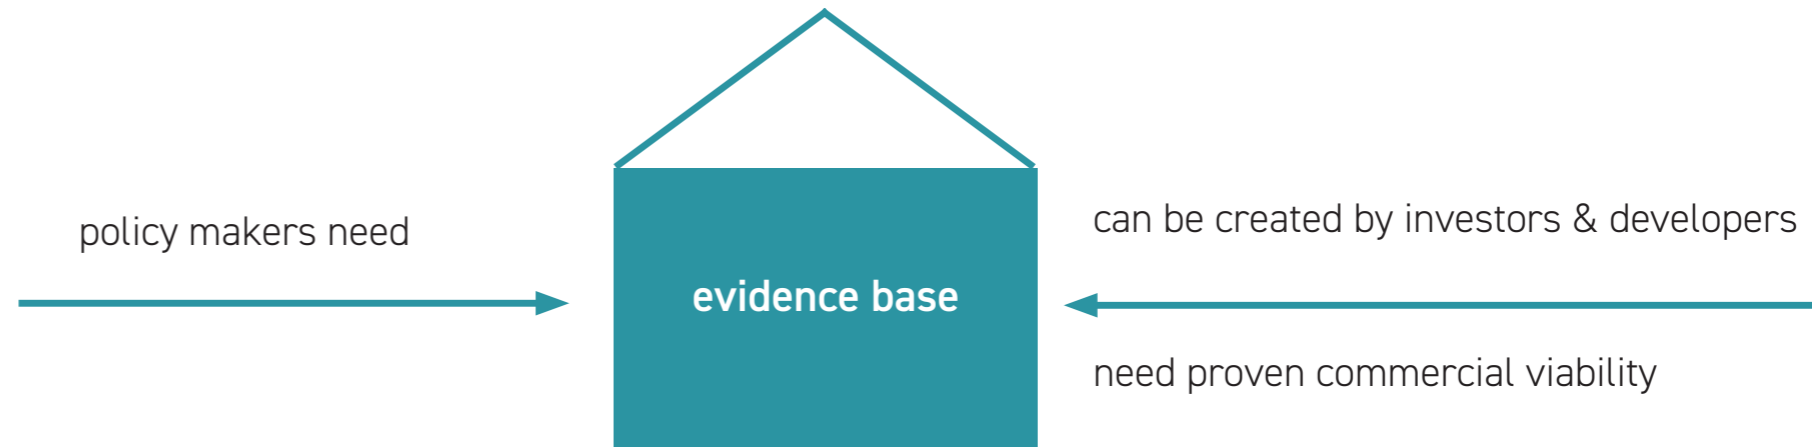 policy makers need
evidence base
can be created by investors & developers
need proven commercial viability